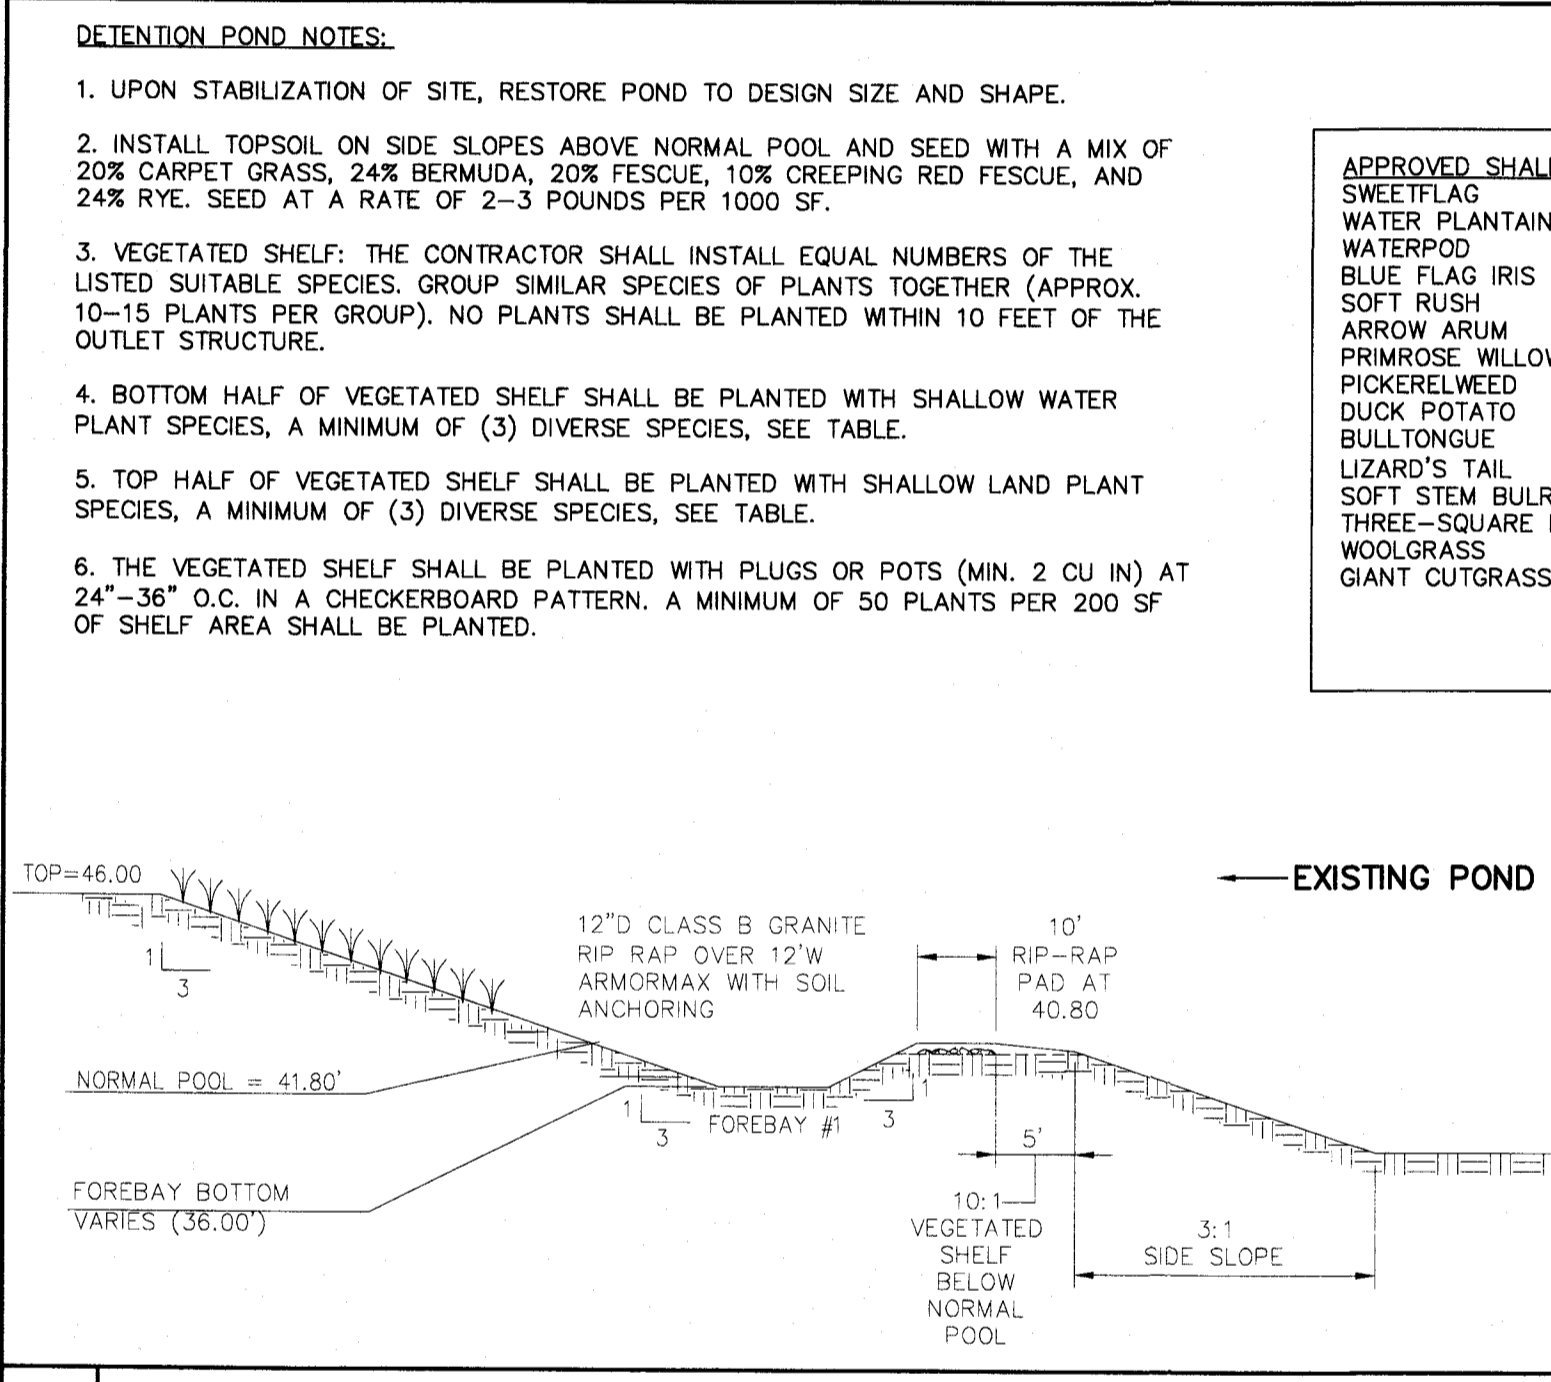 DETENTION POND NOTES:
1. UPON STABILIZATION OF SITE, RESTORE POND TO DESIGN SIZE AND SHAPE.
2. INSTALL TOPSOIL ON SIDE SLOPES ABOVE NORMAL POOL AND SEED WITH A MIX OF
20% CARPET GRASS, 24% BERMUDA, 20% FESCUE, 10% CREEPING RED FESCUE, AND
24% RYE. SEED AT A RATE OF 2-3 POUNDS PER 1000 SF.
3. VEGETATED SHELF: THE CONTRACTOR SHALL INSTALL EQUAL NUMBERS OF THE
LISTED SUITABLE SPECIES. GROUP SIMILAR SPECIES OF PLANTS TOGETHER (APPROX.
10-15 PLANTS PER GROUP). NO PLANTS SHALL BE PLANTED WITHIN 10 FEET OF THE
OUTLET STRUCTURE.
4. BOTTOM HALF OF VEGETATED SHELF SHALL BE PLANTED WITH SHALLOW WATER
PLANT SPECIES, A MINIMUM OF (3) DIVERSE SPECIES, SEE TABLE.
5. TOP HALF OF VEGETATED SHELF SHALL BE PLANTED WITH SHALLOW LAND PLANT
SPECIES, A MINIMUM OF (3) DIVERSE SPECIES, SEE TABLE.
6. THE VEGETATED SHELF SHALL BE PLANTED WITH PLUGS OR POTS (MIN. 2 CU IN) AT
24"-36" O.C. IN A CHECKERBOARD PATTERN. A MINIMUM OF 50 PLANTS PER 200 SF
OF SHELF AREA SHALL BE PLANTED.
APPROVED SHALL
SWEETFLAG
WATER PLANTAIN
WATERPOD
BLUE FLAG IRIS
SOFT RUSH
ARROW ARUM
PRIMROSE WILLOW
PICKERELWEED
DUCK POTATO
BULLTONGUE
LIZARD'S TAIL
SOFT STEM BULR
THREE-SQUARE
WOOLGRASS
GIANT CUTGRASS
TOP=46.00
EXISTING POND
12"D CLASS B GRANITE
RIP RAP OVER 12'W
ARMORMAX WITH SOIL
ANCHORING
10'
RIP-RAP
PAD AT
40.80
1
3
NORMAL POOL = 41.80'
1
3
FOREBAY #1
3
1
5'
FOREBAY BOTTOM
VARIES (36.00')
10:1
VEGETATED
SHELF
BELOW
NORMAL
POOL
3:1
SIDE SLOPE